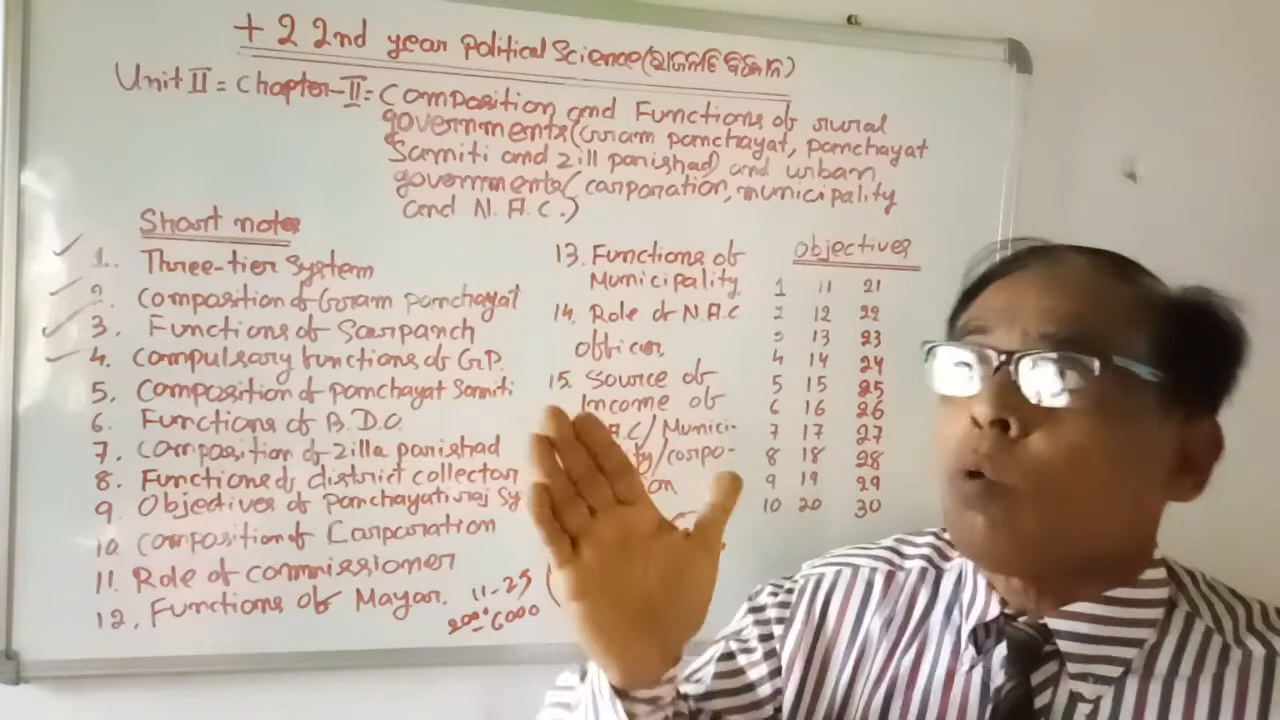 +2 2nd year Political Science (ରାଜନୀତି ବିଜ୍ଞାନ)
Unit II = Chapter-II = Composition and Functions of rural
governments (Gram panchayat, panchayat
Samiti and zill parishad) and urban
governments (corporation, municipality
and N.A.C.)
Short notes
1. Three-tier System
2. Composition of Gram panchayat
3. Functions of Sarpanch
4. Compulsary functions of G.P.
5. Composition of panchayat Samiti
6. Functions of B.D.O.
7. Composition of zilla parishad
8. Functions of district collector
9. Objectives of panchayatiraj Sy
10. Composition of Corporation
11. Role of commissioner
12. Functions of Mayar.
11-25
6000
13. Functions of
Municipality
14. Role of N.A.C
officer
15. Source of
Income of
A.C/Munici-
ty/corpo-
on
Objectives
1 11 21
2 12 22
3 13 23
4 14 24
5 15 25
6 16 26
7 17 27
8 18 28
9 19 29
10 20 30